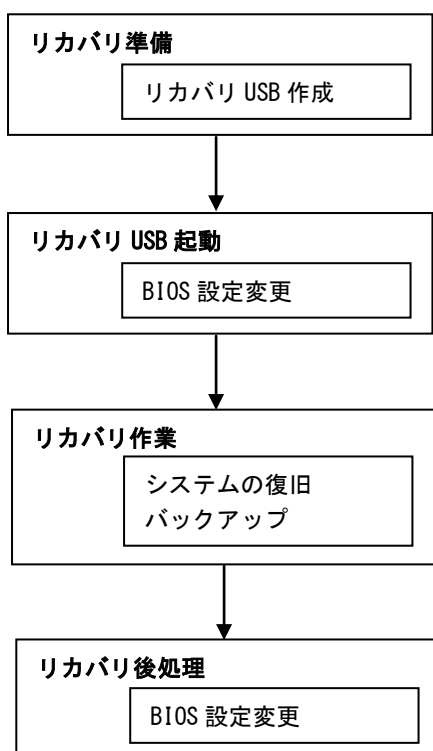 リカバリ準備
リカバリ USB 作成
リカバリ USB 起動
BIOS 設定変更
リカバリ作業
システムの復旧
バックアップ
リカバリ後処理
BIOS 設定変更